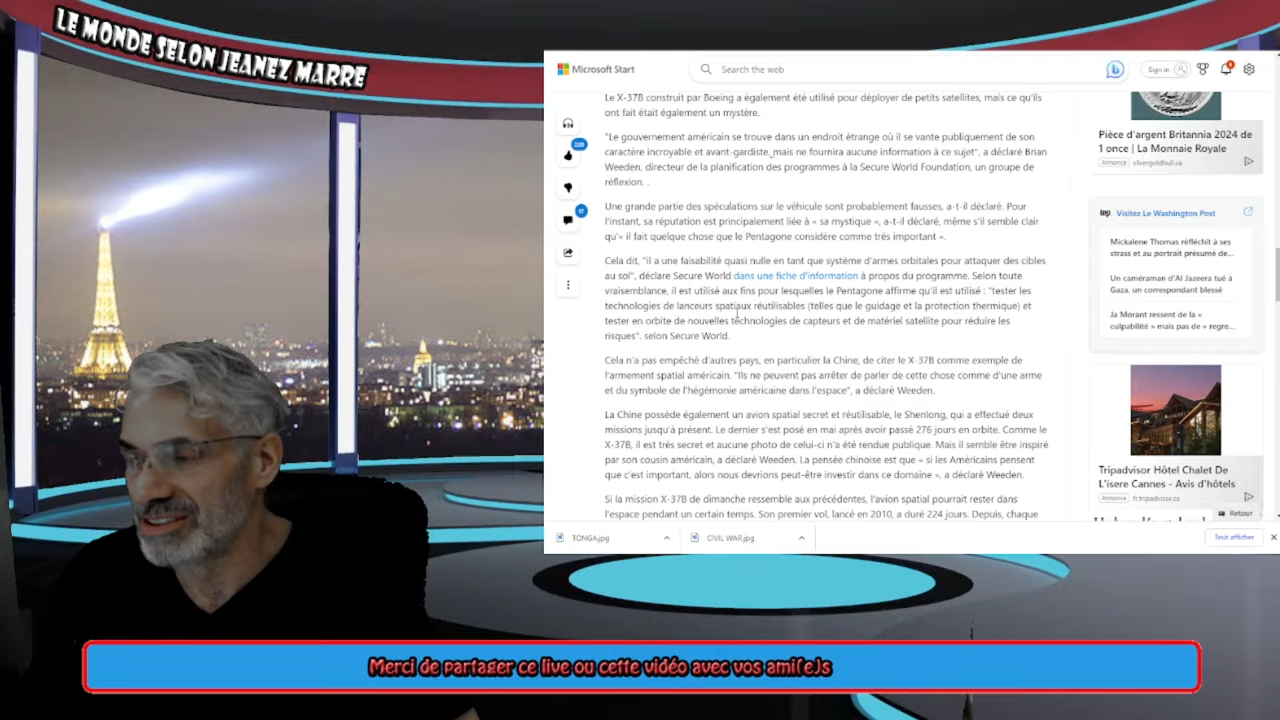 LE MONDE SELON JEANEZ MARRE
Microsoft Start
Search the web
Sign in
Le X-37B construit par Boeing a également été utilisé pour déployer de petits satellites, mais ce qu'ils
ont fait était également un mystère.
"Le gouvernement américain se trouve dans un endroit étrange où il se vante publiquement de son
caractère incroyable et avant-gardiste, mais ne fournira aucune information à ce sujet", a déclaré Brian
Weeden, directeur de la planification des programmes à la Secure World Foundation, un groupe de
réflexion. .
Une grande partie des spéculations sur le véhicule sont probablement fausses, a-t-il déclaré. Pour
l'instant, sa réputation est principalement liée à « sa mystique », a-t-il déclaré, même s'il semble clair
qu'« il fait quelque chose que le Pentagone considère comme très important ».
Cela dit, "il a une faisabilité quasi nulle en tant que système d'armes orbitales pour attaquer des cibles
au sol", déclare Secure World dans une fiche d'information à propos du programme. Selon toute
vraisemblance, il est utilisé aux fins pour lesquelles le Pentagone affirme qu'il est utilisé : "tester les
technologies de lanceurs spatiaux réutilisables (telles que le guidage et la protection thermique) et
tester en orbite de nouvelles technologies de capteurs et de matériel satellite pour réduire les
risques". selon Secure World.
Cela n'a pas empêché d'autres pays, en particulier la Chine, de citer le X-37B comme exemple de
l'armement spatial américain. "Ils ne peuvent pas arrêter de parler de cette chose comme d'une arme
et du symbole de l'hégémonie américaine dans l'espace", a déclaré Weeden.
La Chine possède également un avion spatial secret et réutilisable, le Shenlong, qui a effectué deux
missions jusqu'à présent. Le dernier s'est posé en mai après avoir passé 276 jours en orbite. Comme le
X-37B, il est très secret et aucune photo de celui-ci n'a été rendue publique. Mais il semble être inspiré
par son cousin américain, a déclaré Weeden. La pensée chinoise est que « si les Américains pensent
que c'est important, alors nous devrions peut-être investir dans ce domaine », a déclaré Weeden.
Si la mission X-37B de dimanche ressemble aux précédentes, l'avion spatial pourrait rester dans
l'espace pendant un certain temps. Son premier vol, lancé en 2010, a duré 224 jours. Depuis, chaque
220
17
Pièce d'argent Britannia 2024 de
1 once | La Monnaie Royale
Annonce silvergoldbull.ca
Visitez Le Washington Post
Mickalene Thomas réfléchit à ses
strass et au portrait présumé de...
Un caméraman d'Al Jazeera tué à
Gaza, un correspondant blessé
Ja Morant ressent de la «
culpabilité » mais pas de « regre...
Tripadvisor Hôtel Chalet De
L'isere Cannes - Avis d'hôtels
Annonce fr.tripadvisor.ca
Retour
TONGA.jpg
CIVIL WAR.jpg
Tout afficher
Merci de partager ce live ou cette vidéo avec vos ami(e)s